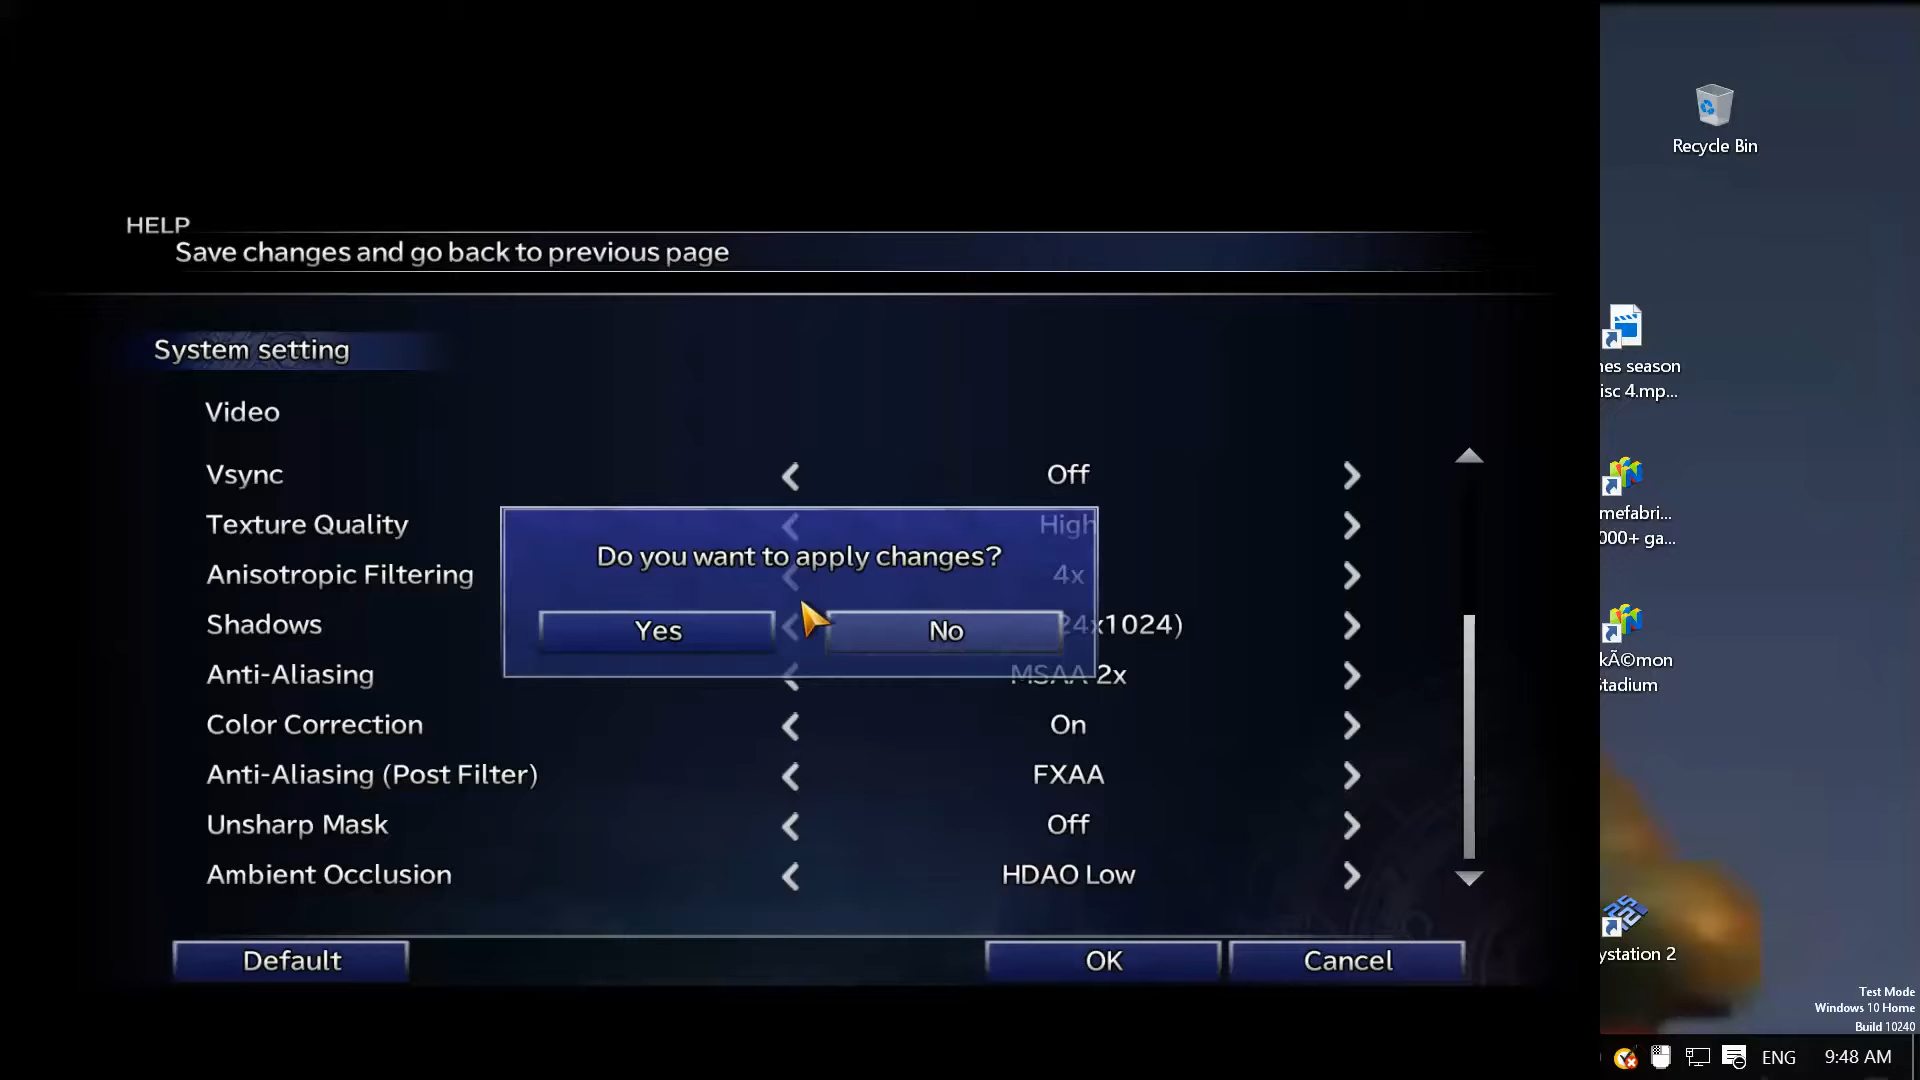 HELP
Save changes and go back to previous page
System setting
Video
Vsync
Off
Texture Quality
High
Anisotropic Filtering
4x
Shadows
24x1024)
Anti-Aliasing
MSAA 2x
Color Correction
On
Anti-Aliasing (Post Filter)
FXAA
Unsharp Mask
Off
Ambient Occlusion
HDAO Low
Do you want to apply changes?
Yes
No
Default
OK
Cancel
Recycle Bin
nes season
isc 4.mp...
mefabri...
000+ ga...
kÃ©mon
Stadium
ystation 2
Test Mode
Windows 10 Home
Build 10240
ENG
9:48 AM